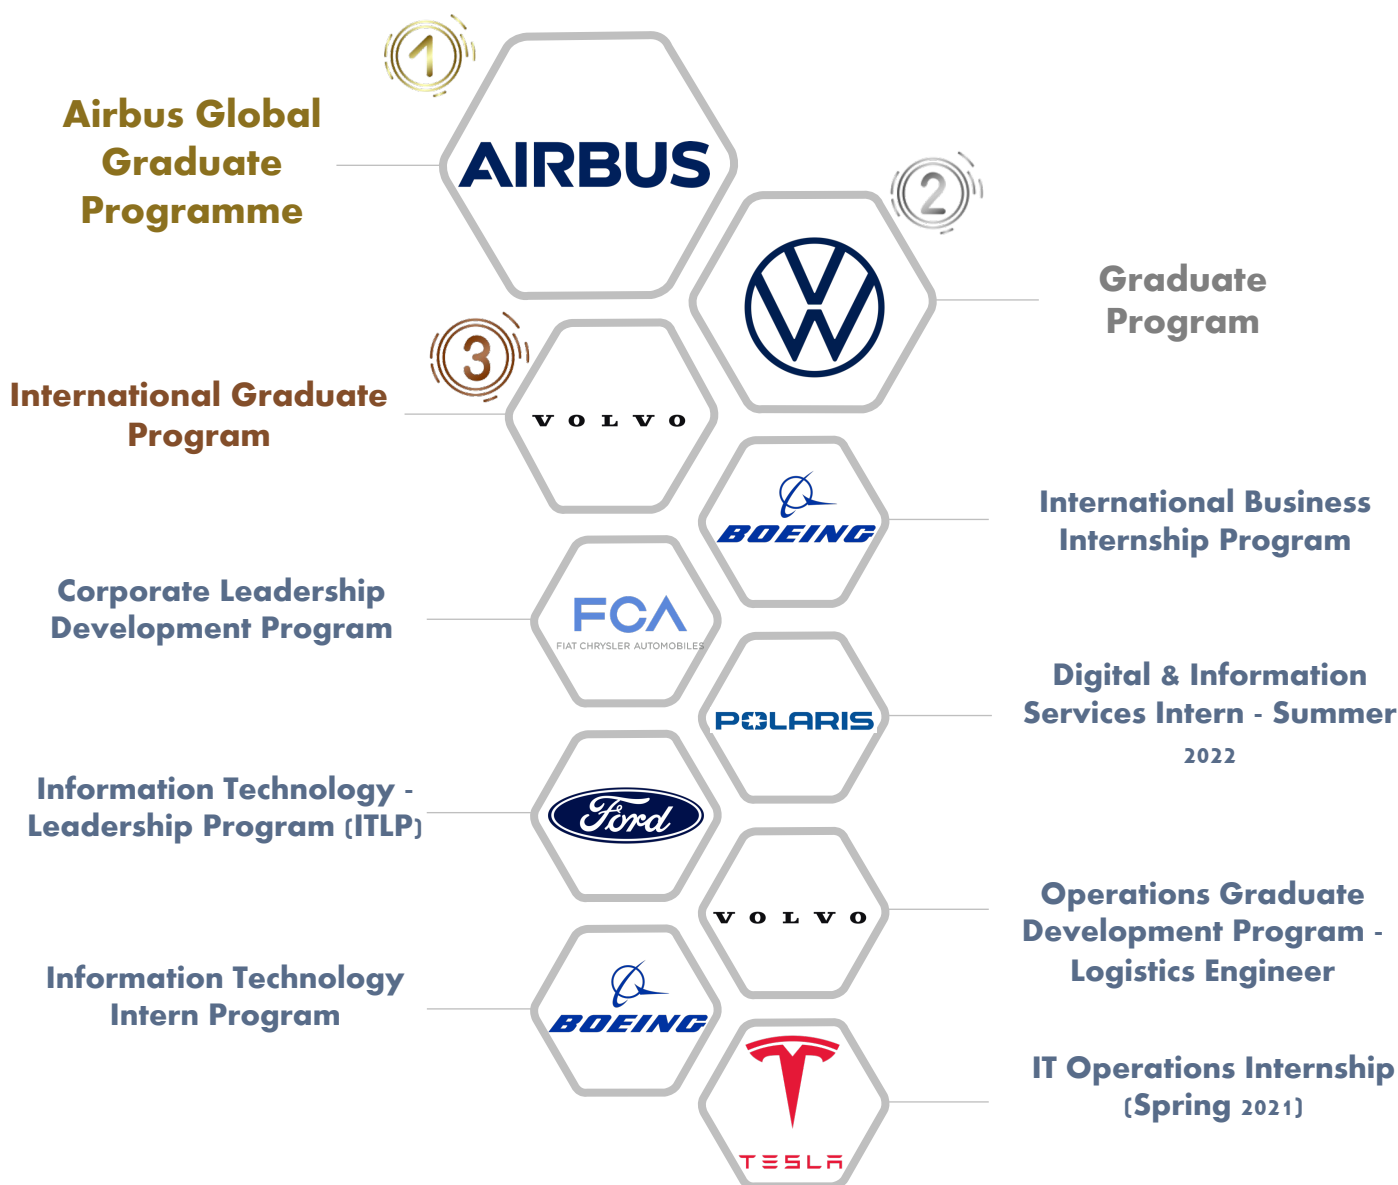 1
Airbus Global
Graduate
Programme
AIRBUS
2
Graduate
Program
3
International Graduate
Program
VOLVO
International Business
Internship Program
BOEING
Corporate Leadership
Development Program
FCA
FIAT CHRYSLER AUTOMOBILES
Digital & Information
Services Intern - Summer
2022
POLARIS
Information Technology -
Leadership Program (ITLP)
Ford
Operations Graduate
Development Program -
Logistics Engineer
VOLVO
Information Technology
Intern Program
BOEING
IT Operations Internship
(Spring 2021)
TESLA